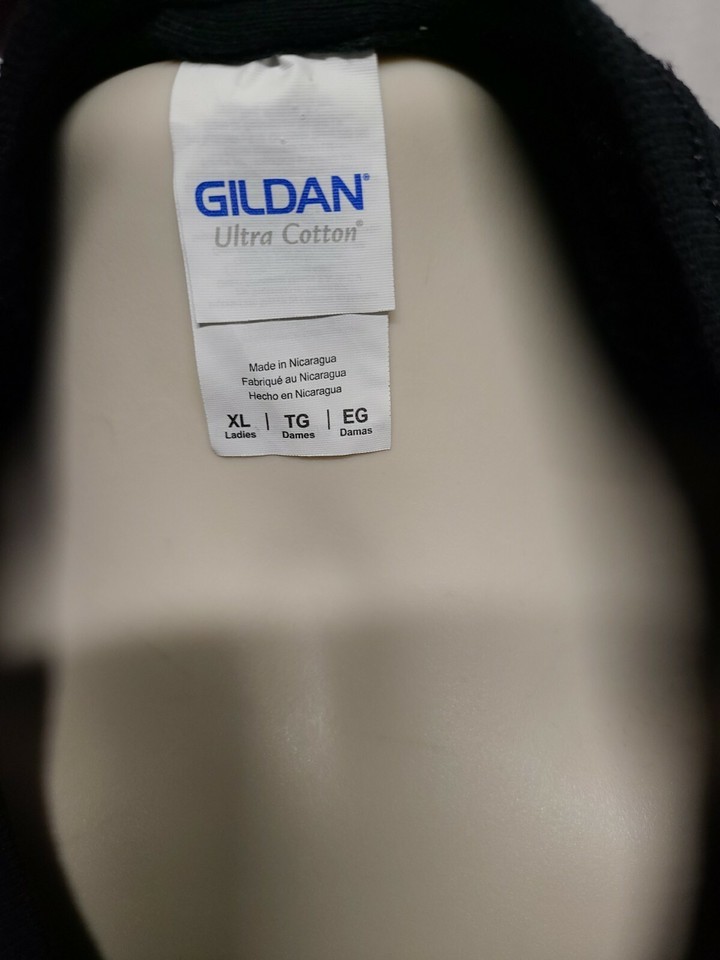 GILDAN®
Ultra Cotton®
Made in Nicaragua
Fabriqué au Nicaragua
Hecho en Nicaragua
XL | TG | EG
Ladies Dames Damas